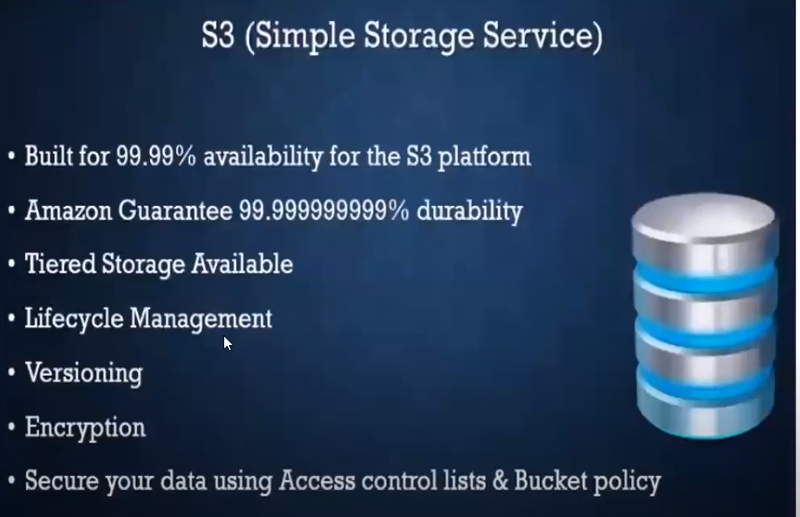 S3 (Simple Storage Service)
• Built for 99.99% availability for the S3 platform
• Amazon Guarantee 99.999999999% durability
• Tiered Storage Available
• Lifecycle Management
• Versioning
• Encryption
• Secure your data using Access control lists & Bucket policy